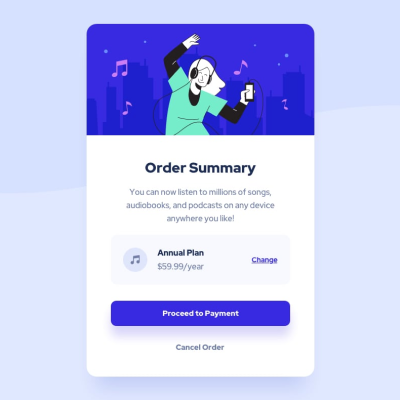 Order Summary
You can now listen to millions of songs,
audiobooks, and podcasts on any device
anywhere you like!
Annual Plan
$59.99/year
Change
Proceed to Payment
Cancel Order